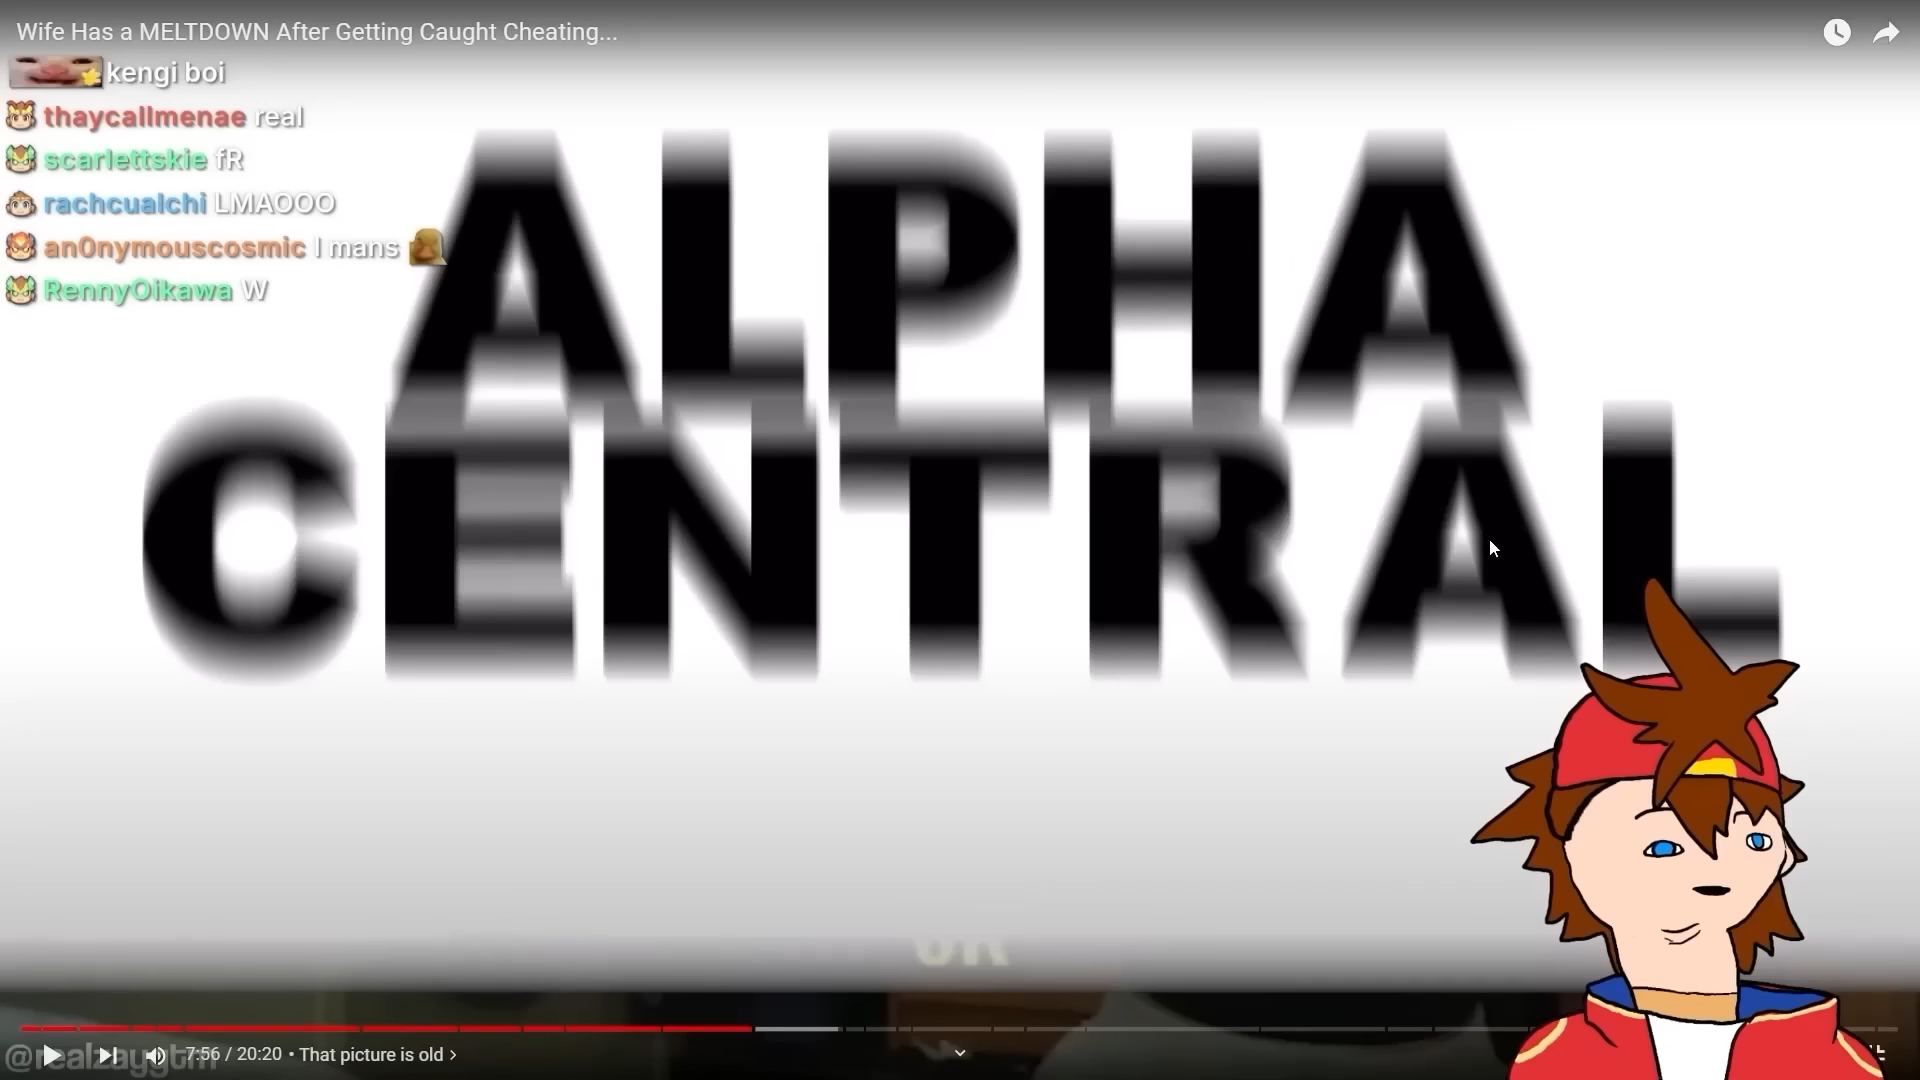 Wife Has a MELTDOWN After Getting Caught Cheating...
kengi boi
thaycallmenae real
scarlettskie fR
rachcualchi LMAOOO
an0nymouscosmic I mans
RennyOikawa W
ALPHA
CENTRAL
7:56 / 20:20 • That picture is old ›